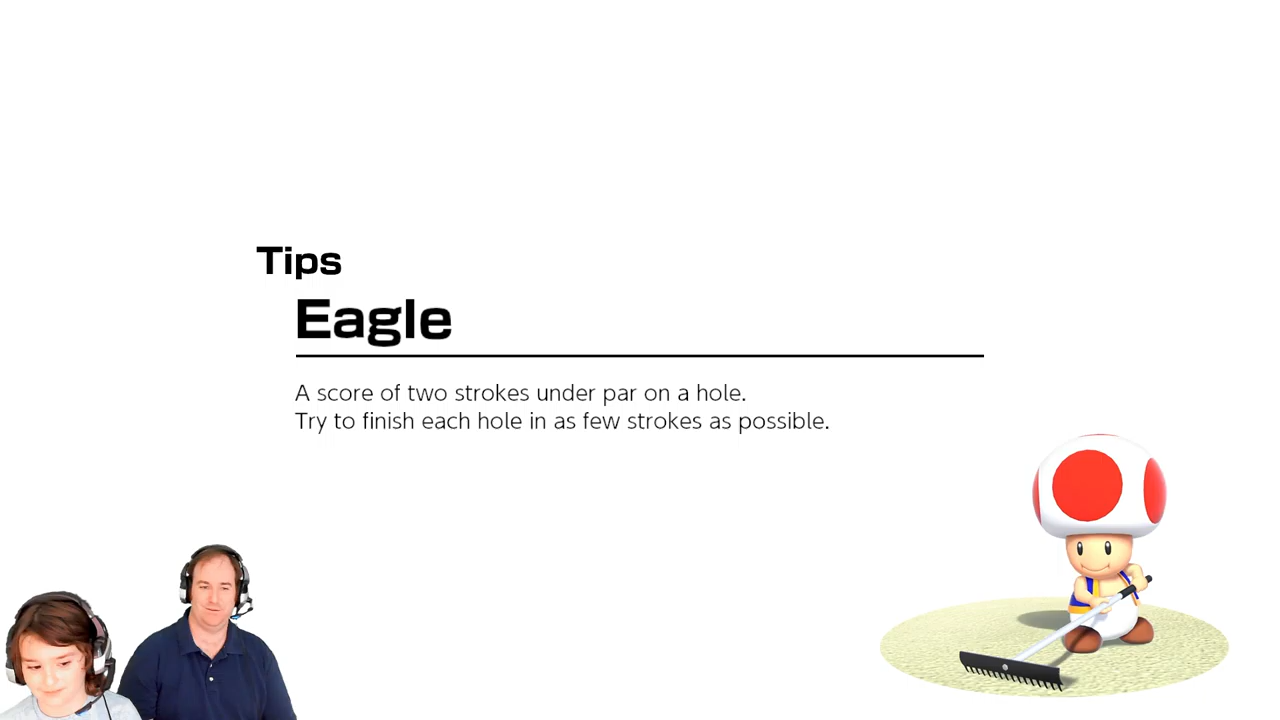 Tips
Eagle
A score of two strokes under par on a hole.
Try to finish each hole in as few strokes as possible.